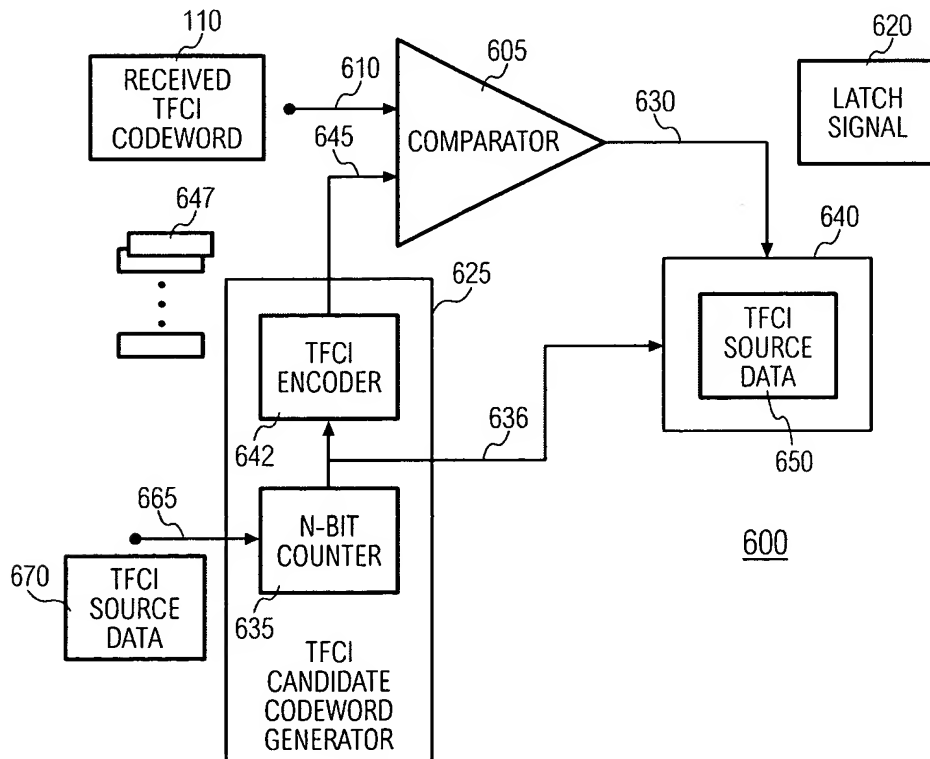 110
RECEIVED
TFCI
CODEWORD
610
645
605
COMPARATOR
630
620
LATCH
SIGNAL
647
625
640
TFCI
ENCODER
642
TFCI
SOURCE
DATA
650
636
665
N-BIT
COUNTER
635
670
TFCI
SOURCE
DATA
600
TFCI
CANDIDATE
CODEWORD
GENERATOR